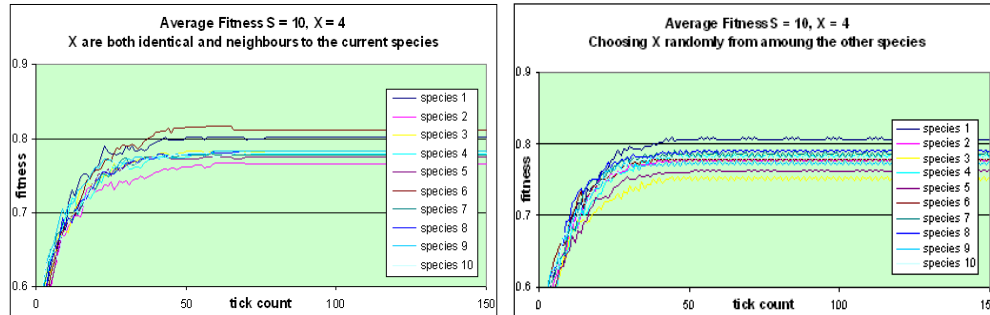 Average Fitness S = 10, X = 4
X are both identical and neighbours to the current species
0.9
0.8
0.7
0.6
fitness
0
50
100
150
tick count
species 1
species 2
species 3
species 4
species 5
species 6
species 7
species 8
species 9
species 10
Average Fitness S = 10, X = 4
Choosing X randomly from amoung the other species
0.9
0.8
0.7
0.6
fitness
0
50
100
150
tick count
species 1
species 2
species 3
species 4
species 5
species 6
species 7
species 8
species 9
species 10